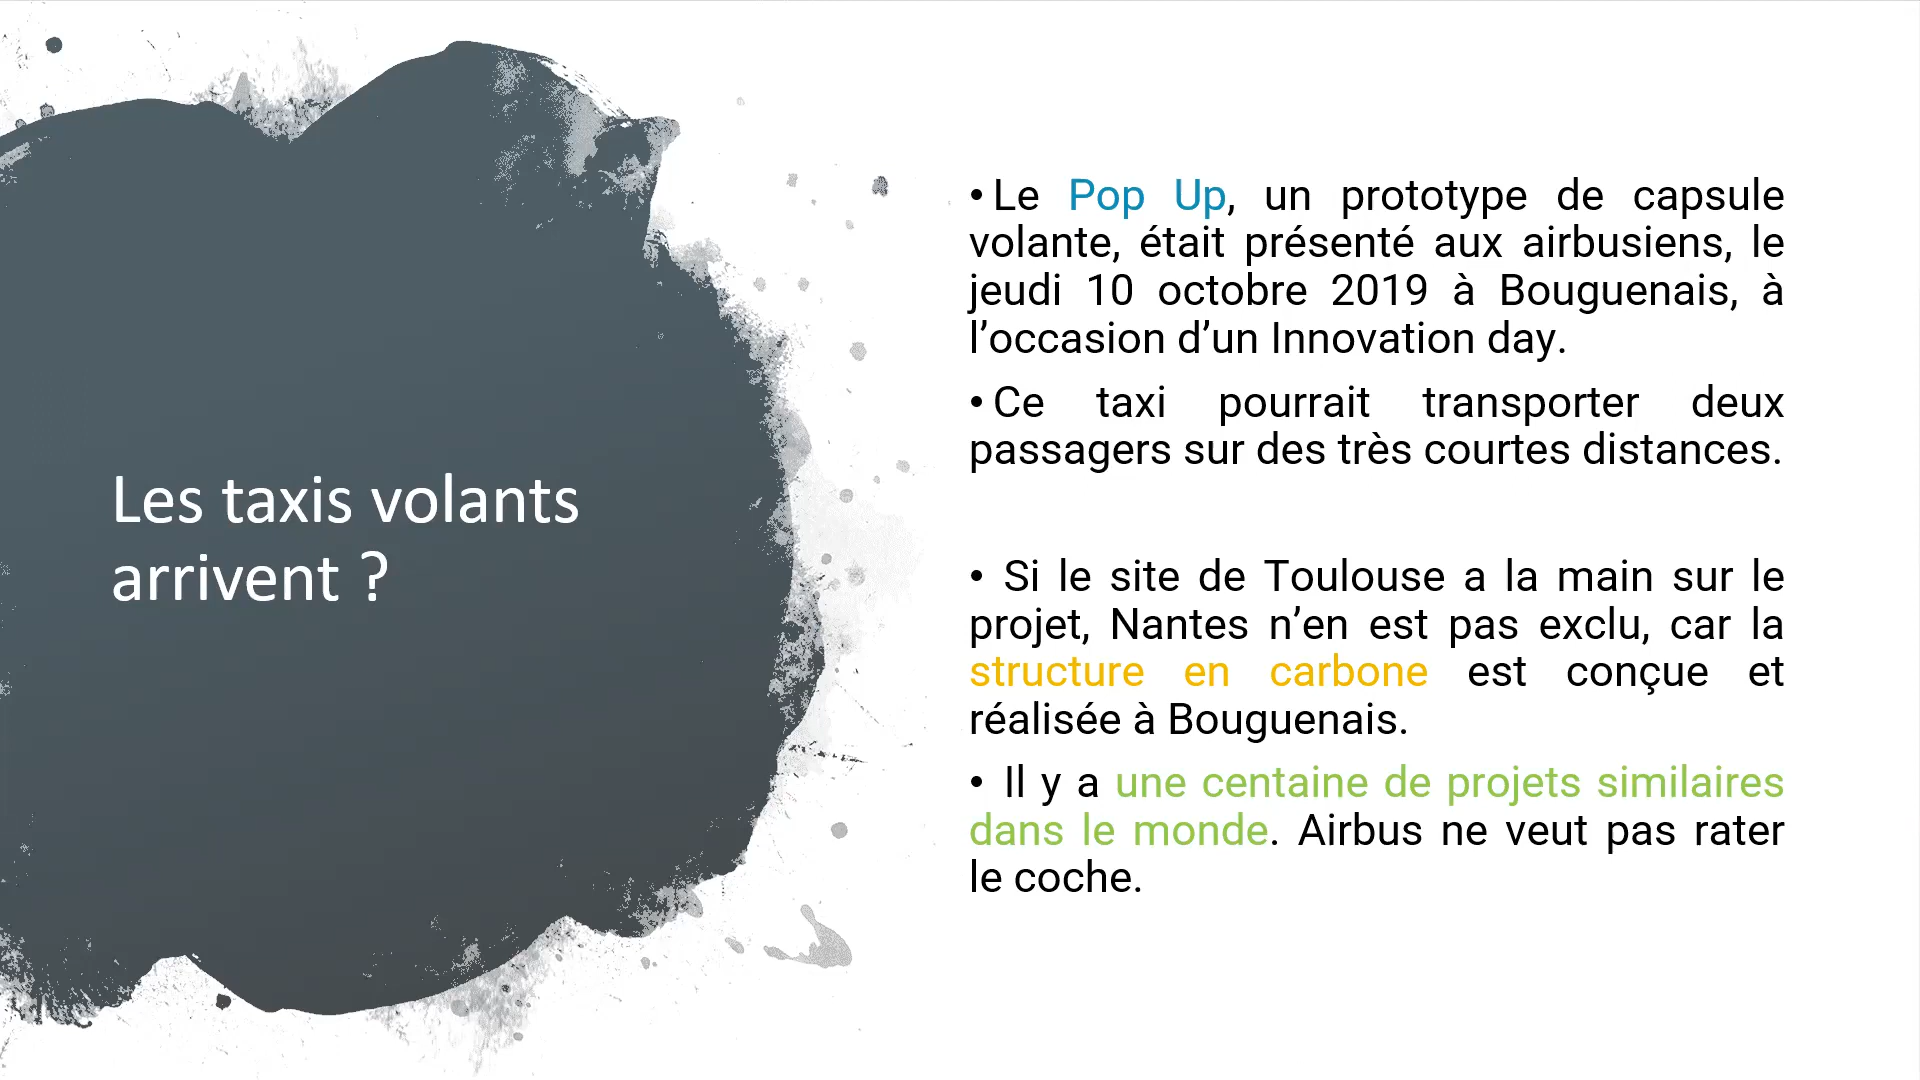 Les taxis volants
arrivent ?
• Le Pop Up, un prototype de capsule
volante, était présenté aux airbusiens, le
jeudi 10 octobre 2019 à Bouguenais, à
l’occasion d’un Innovation day.
• Ce taxi pourrait transporter deux
passagers sur des très courtes distances.
• Si le site de Toulouse a la main sur le
projet, Nantes n’en est pas exclu, car la
structure en carbone est conçue et
réalisée à Bouguenais.
• Il y a une centaine de projets similaires
dans le monde. Airbus ne veut pas rater
le coche.